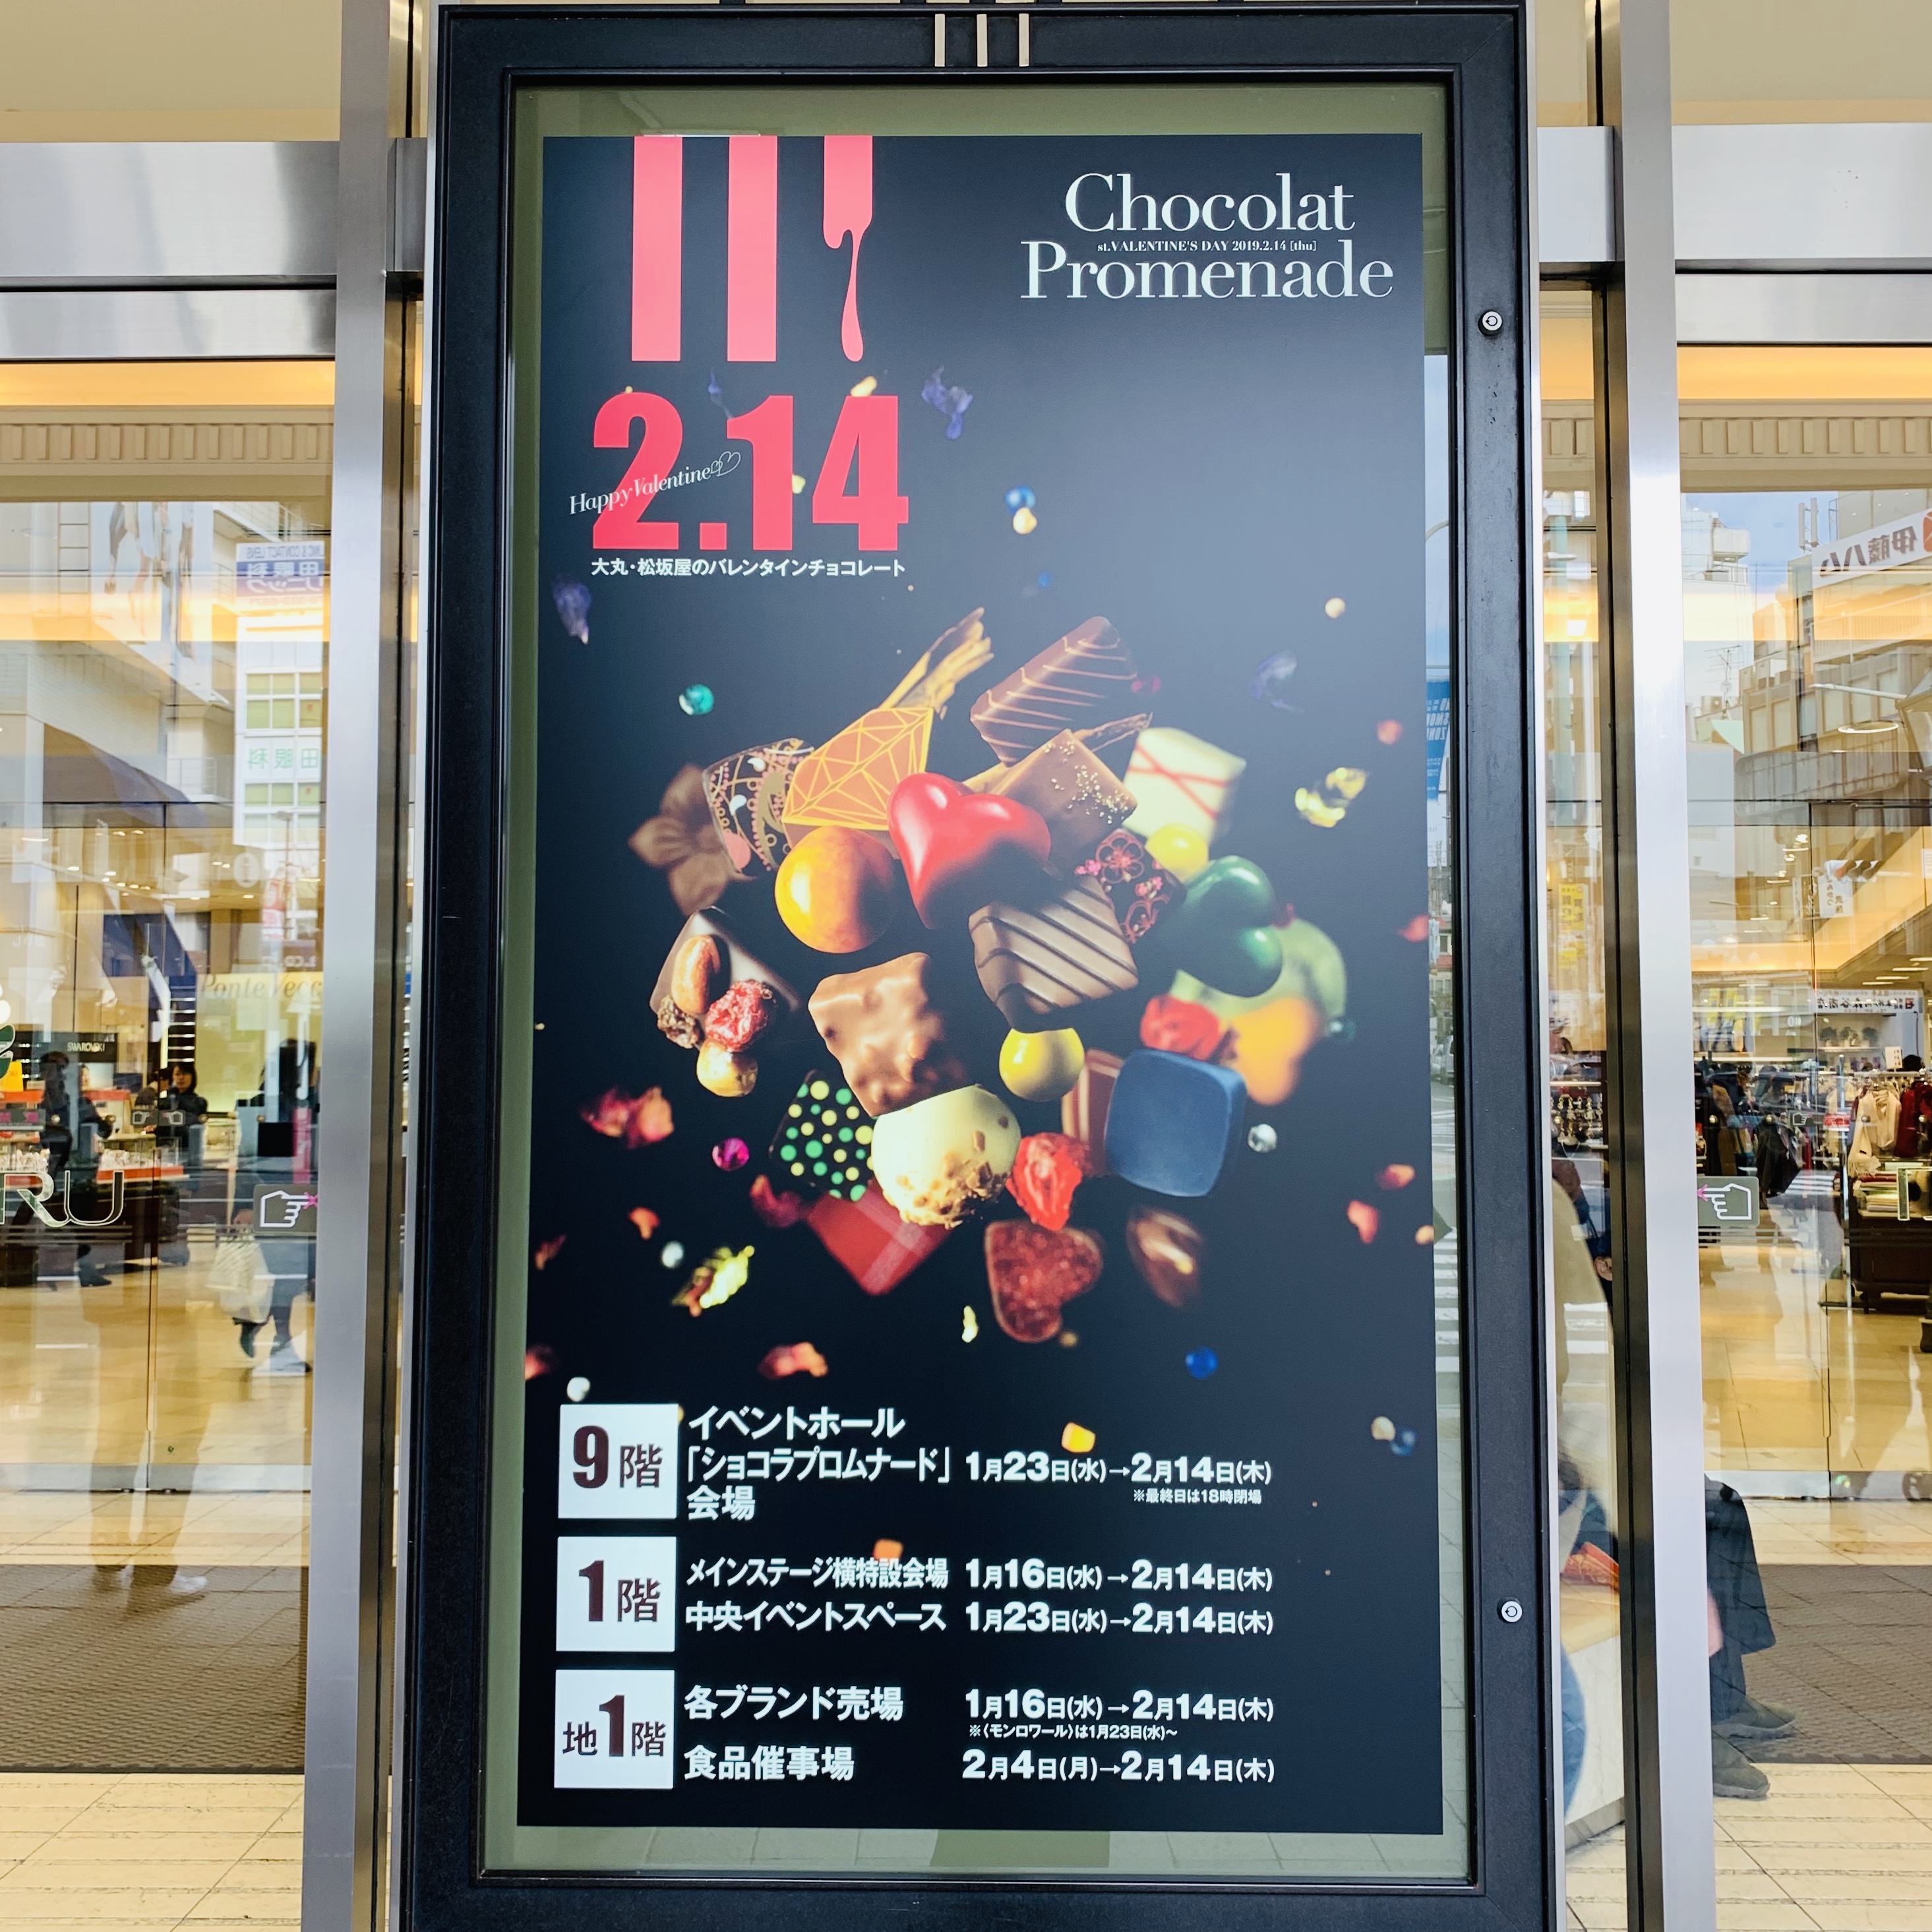 Chocolat
st.VALENTINE'S DAY 2019.2.14 [thu]
Promenade
2.14
Happy Valentine
大丸・松坂屋のバレンタインチョコレート
9階
イベントホール
「ショコラプロムナード」
会場
1月23日(水)→2月14日(木)
※最終日は18時閉場
1階
メインステージ横特設会場 1月16日(水)→2月14日(木)
中央イベントスペース 1月23日(水)→2月14日(木)
地1階
各ブランド売場 1月16日(水)→2月14日(木)
※〈モンロワール〉は1月23日(水)～
食品催事場 2月4日(月)→2月14日(木)
Ponte Vecc
SWAROVSKI
RU